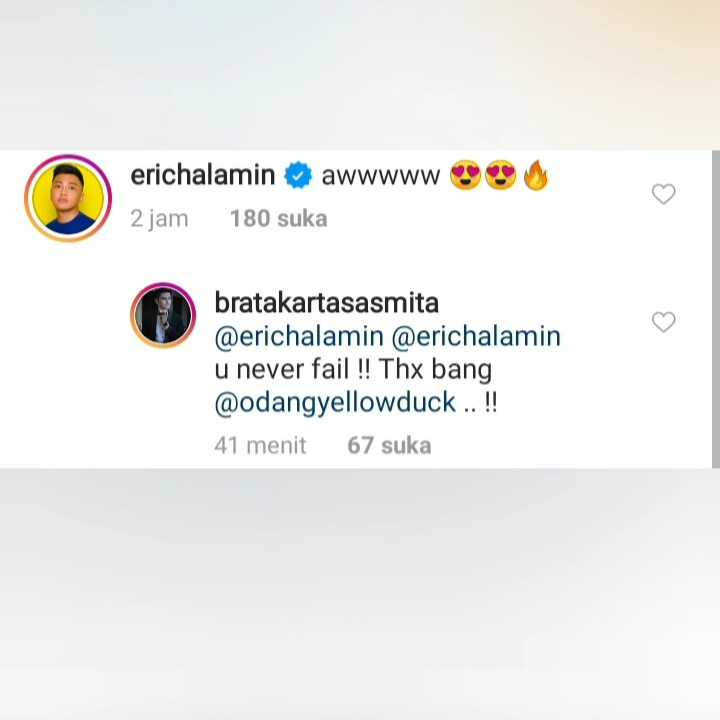 erichalamin awwwww 😍😍🔥
2 jam 180 suka
bratakartasasmita
@erichalamin @erichalamin
u never fail !! Thx bang
@odangyellowduck .. !!
41 menit 67 suka